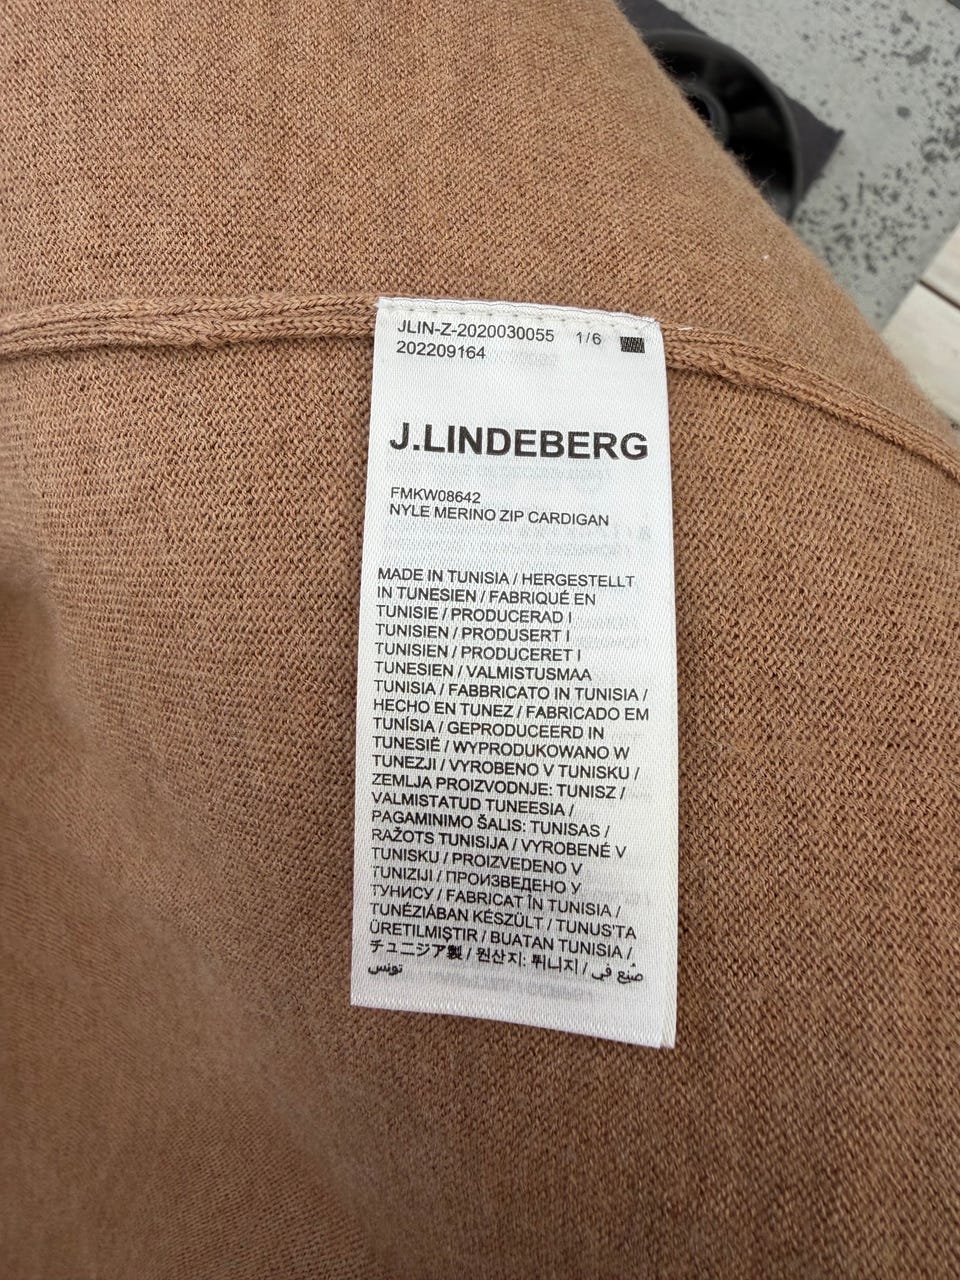 JLIN-Z-2020030055 1/6
202209164
J.LINDEBERG
FMKW08642
NYLE MERINO ZIP CARDIGAN
MADE IN TUNISIA / HERGESTELLT
IN TUNESIEN / FABRIQUÉ EN
TUNISIE / PRODUCERAD I
TUNISIEN / PRODUSERT I
TUNISIEN / PRODUCERET I
TUNESIEN / VALMISTUSMAA
TUNISIA / FABBRICATO IN TUNISIA /
HECHO EN TUNEZ / FABRICADO EM
TUNÍSIA / GEPRODUCEERD IN
TUNESIË / WYPRODUKOWANO W
TUNEZJI / VYROBENO V TUNISKU /
ZEMLJA PROIZVODNJE: TUNISZ /
VALMISTATUD TUNEESIA /
PAGAMINIMO ŠALIS: TUNISAS /
RAŽOTS TUNISIJA / VYROBENÉ V
TUNISKU / PROIZVEDENO V
TUNIZIJI / ПРОИЗВЕДЕНО У
ТУНИСУ / FABRICAT ÎN TUNISIA /
TUNÉZIÁBAN KÉSZÜLT / TUNUS'TA
ÜRETILMIŞTIR / BUATAN TUNISIA /
チュニジア製 / 원산지: 튀니지 / صُنع في
تونس